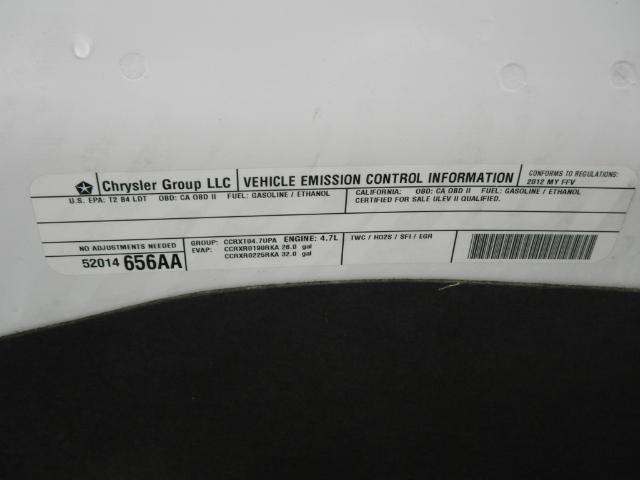 Chrysler Group LLC
VEHICLE EMISSION CONTROL INFORMATION
CONFORMS TO REGULATIONS:
2012 MY FFV
U.S. EPA: T2 B4 LDT OBD: CA OBD II FUEL: GASOLINE / ETHANOL
CALIFORNIA: OBD: CA OBD II FUEL: GASOLINE / ETHANOL
CERTIFIED FOR SALE ULEV II QUALIFIED.
NO ADJUSTMENTS NEEDED
52014 656AA
GROUP: CCRXT04.7UPA ENGINE: 4.7L
EVAP: CCRXR0190RKA 26.0 gal
CCRXR0225RKA 32.0 gal
TWC / HO2S / SFI / EGR